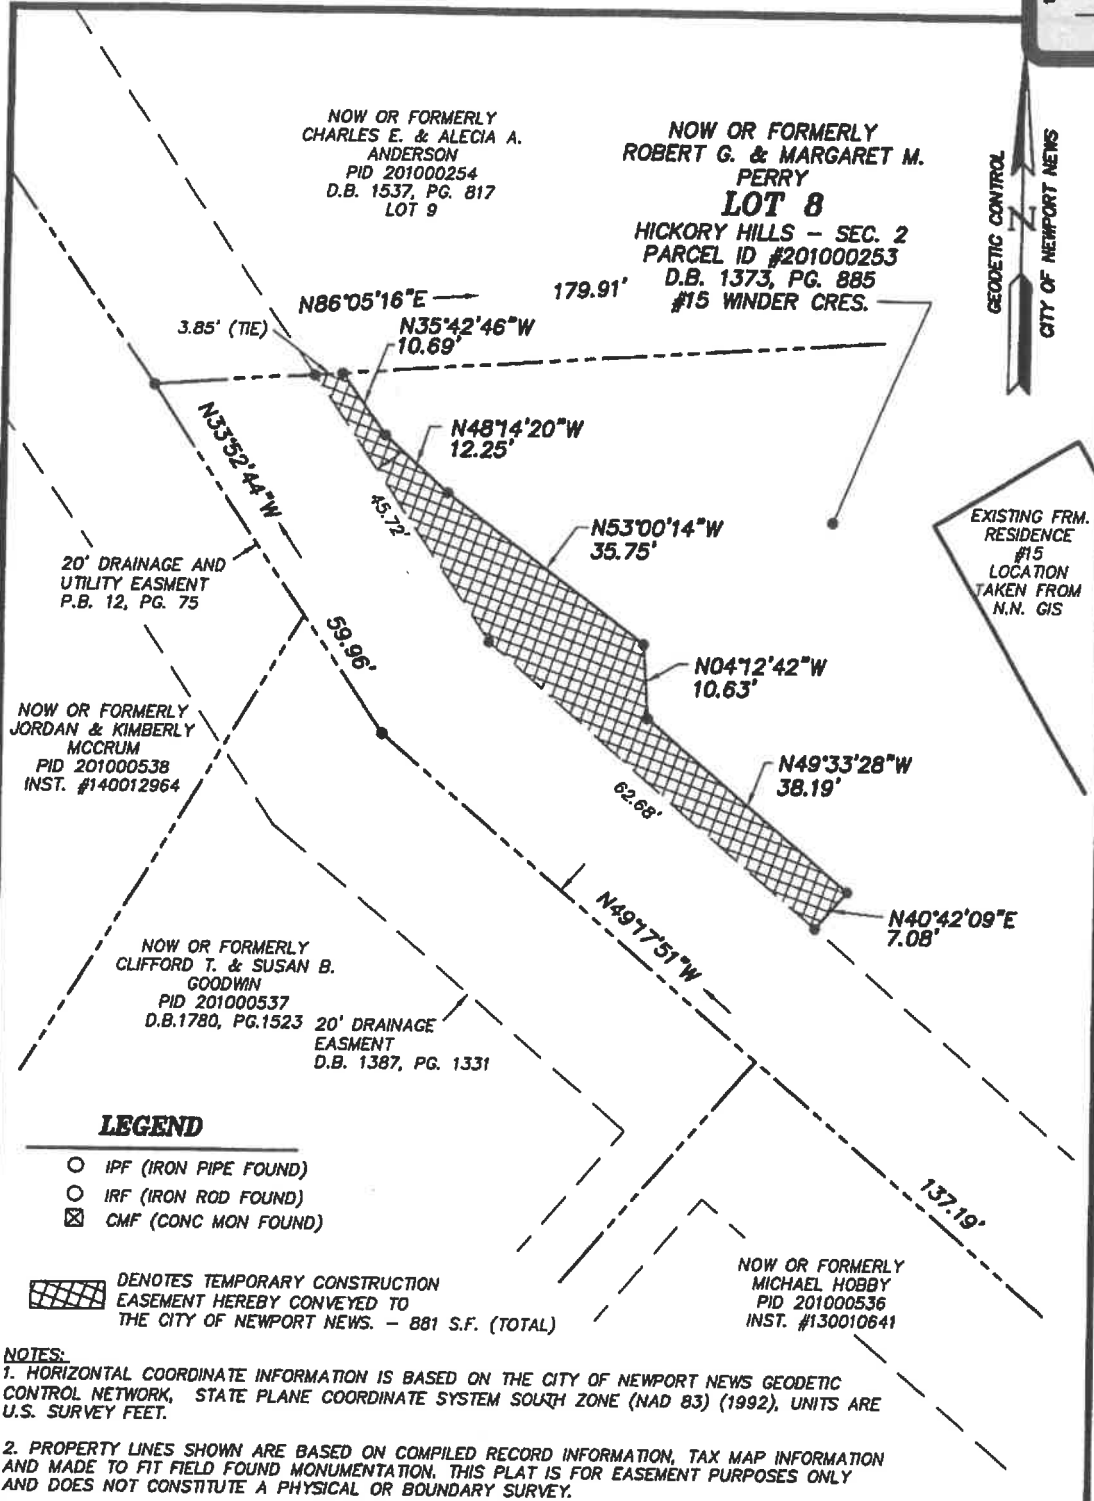 NOW OR FORMERLY
CHARLES E. & ALECIA A.
ANDERSON
PID 201000254
D.B. 1537, PG. 817
LOT 9
NOW OR FORMERLY
ROBERT G. & MARGARET M.
PERRY
LOT 8
HICKORY HILLS – SEC. 2
PARCEL ID #201000253
D.B. 1373, PG. 885
#15 WINDER CRES.
GEODETIC CONTROL
N
CITY OF NEWPORT NEWS
N86°05'16"E
179.91'
3.85' (TIE)
N35°42'46"W
10.69'
N48°14'20"W
12.25'
N33°52'44"W
45.72'
N53°00'14"W
35.75'
EXISTING FRM.
RESIDENCE
#15
LOCATION
TAKEN FROM
N.N. GIS
20' DRAINAGE AND
UTILITY EASMENT
P.B. 12, PG. 75
59.96'
N04°12'42"W
10.63'
NOW OR FORMERLY
JORDAN & KIMBERLY
MCCRUM
PID 201000538
INST. #140012964
N49°33'28"W
38.19'
62.68'
N40°42'09"E
7.08'
N49°17'51"W
NOW OR FORMERLY
CLIFFORD T. & SUSAN B.
GOODWIN
PID 201000537
D.B.1780, PG.1523
20' DRAINAGE
EASMENT
D.B. 1387, PG. 1331
137.19'
LEGEND
IPF (IRON PIPE FOUND)
IRF (IRON ROD FOUND)
CMF (CONC MON FOUND)
NOW OR FORMERLY
MICHAEL HOBBY
PID 201000536
INST. #130010641
DENOTES TEMPORARY CONSTRUCTION
EASEMENT HEREBY CONVEYED TO
THE CITY OF NEWPORT NEWS. – 881 S.F. (TOTAL)
NOTES:
1. HORIZONTAL COORDINATE INFORMATION IS BASED ON THE CITY OF NEWPORT NEWS GEODETIC
CONTROL NETWORK, STATE PLANE COORDINATE SYSTEM SOUTH ZONE (NAD 83) (1992), UNITS ARE
U.S. SURVEY FEET.
2. PROPERTY LINES SHOWN ARE BASED ON COMPILED RECORD INFORMATION, TAX MAP INFORMATION
AND MADE TO FIT FIELD FOUND MONUMENTATION. THIS PLAT IS FOR EASEMENT PURPOSES ONLY
AND DOES NOT CONSTITUTE A PHYSICAL OR BOUNDARY SURVEY.